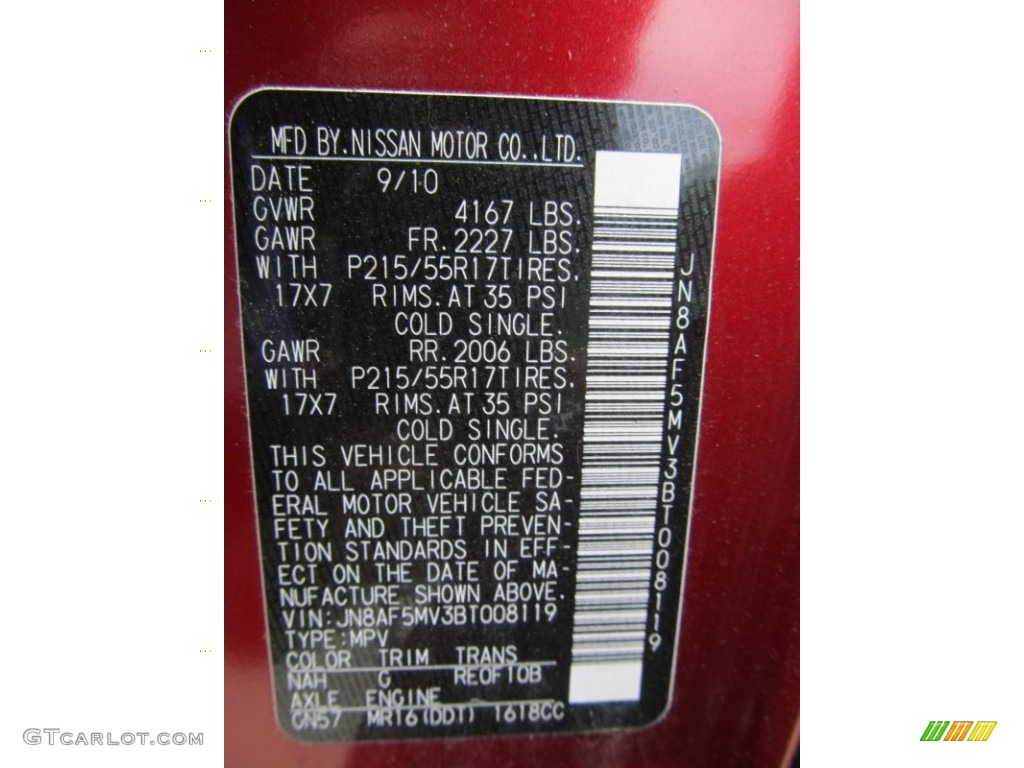 MFD BY.NISSAN MOTOR CO.,LTD.
DATE 9/10
GVWR 4167 LBS.
GAWR FR.2227 LBS.
WITH P215/55R17TIRES.
17X7 RIMS.AT 35 PSI
COLD SINGLE.
GAWR RR.2006 LBS.
WITH P215/55R17TIRES.
17X7 RIMS.AT 35 PSI
COLD SINGLE.
THIS VEHICLE CONFORMS
TO ALL APPLICABLE FED-
ERAL MOTOR VEHICLE SA-
FETY AND THEFT PREVEN-
TION STANDARDS IN EFF-
ECT ON THE DATE OF MA-
NUFACTURE SHOWN ABOVE.
VIN:JN8AF5MV3BT008119
TYPE:MPV
COLOR TRIM TRANS
NAH G RE0F10B
AXLE ENGINE
GN57 MR16(DDT) 1618CC
JN8AF5MV3BT008119
GTCarLot.com